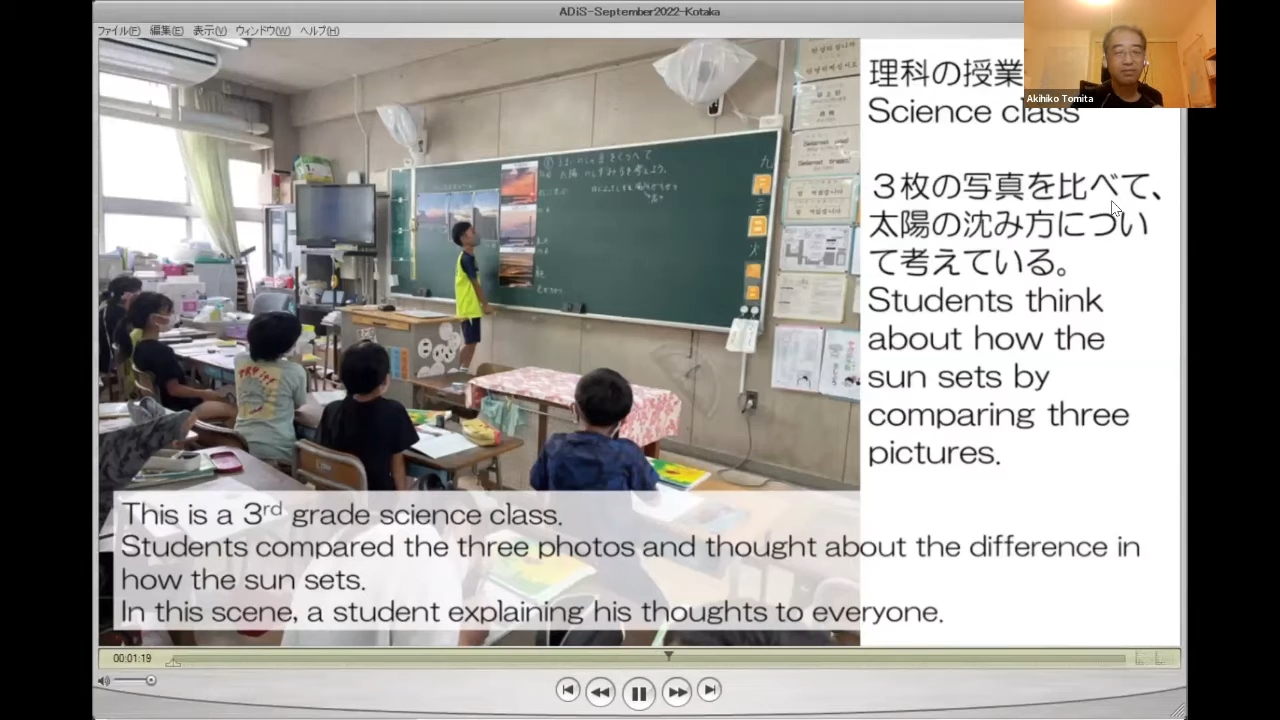 ADiS-September2022-Kotaka
ファイル(F) 編集(E) 表示(V) ウィンドウ(W) ヘルプ(H)
Akihiko Tomita
理科の授業
Science class
３枚の写真を比べて、
太陽の沈み方につい
て考えている。
Students think
about how the
sun sets by
comparing three
pictures.
This is a 3rd grade science class.
Students compared the three photos and thought about the difference in
how the sun sets.
In this scene, a student explaining his thoughts to everyone.
00:01:19